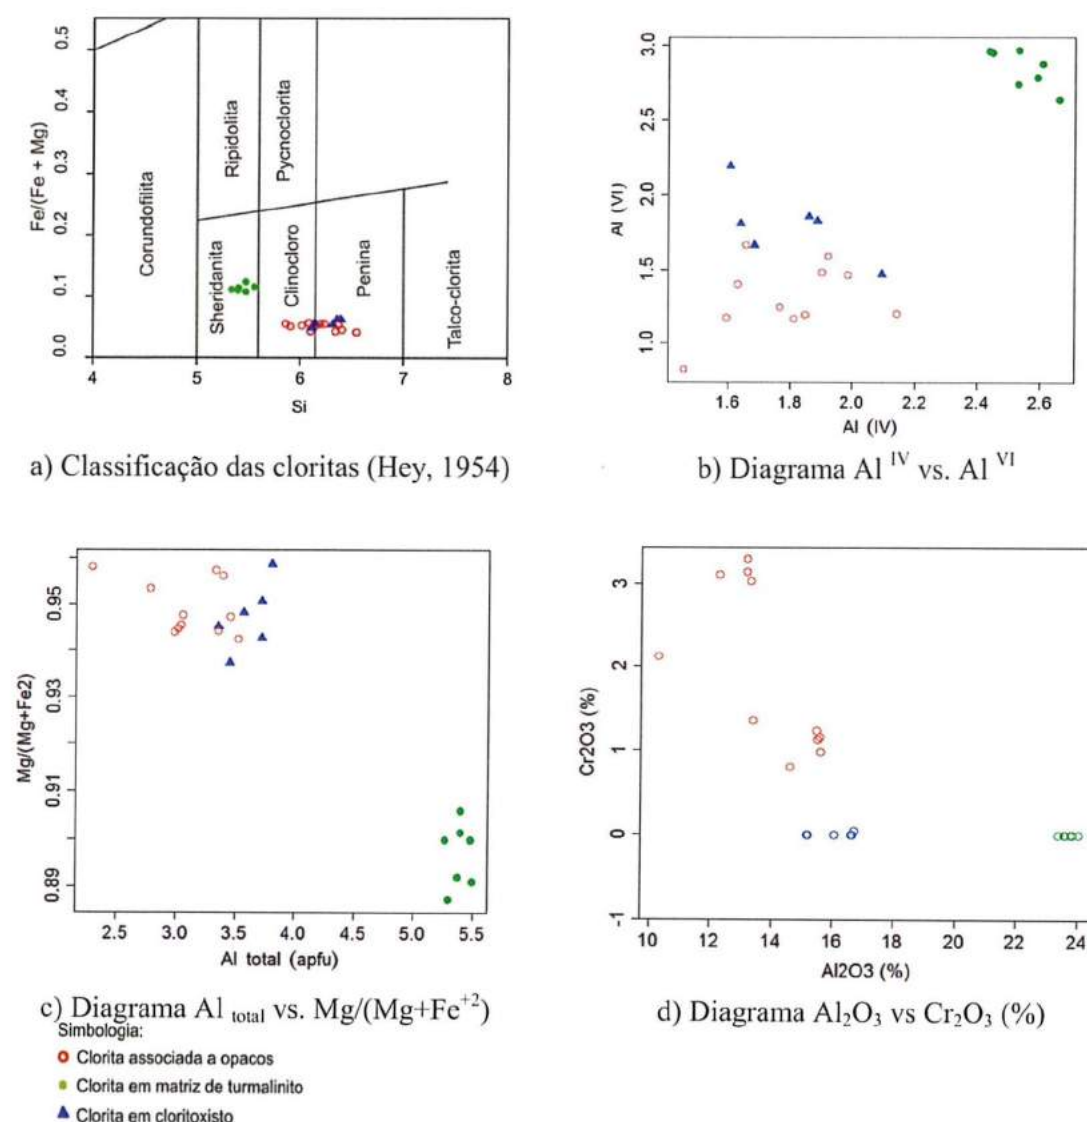 0.5
0.4
0.3
0.2
0.1
0.0
Fe/(Fe + Mg)
Corundofilita
Ripidolita
Pycnoclorita
Sheridanita
Clinocloro
Penina
Talco-clorita
4 5 6 7 8
Si
a) Classificação das cloritas (Hey, 1954)
3.0
2.5
2.0
1.5
1.0
Al (VI)
1.6 1.8 2.0 2.2 2.4 2.6
Al (IV)
b) Diagrama Al IV vs. Al VI
0.95
0.93
0.91
0.89
Mg/(Mg+Fe2)
2.5 3.0 3.5 4.0 4.5 5.0 5.5
Al total (apfu)
c) Diagrama Al total vs. Mg/(Mg+Fe+2)
3
2
1
0
-1
Cr2O3 (%)
10 12 14 16 18 20 22 24
Al2O3 (%)
d) Diagrama Al₂O₃ vs Cr₂O₃ (%)
Simbologia:
Clorita associada a opacos
Clorita em matriz de turmalinito
Clorita em cloritoxisto